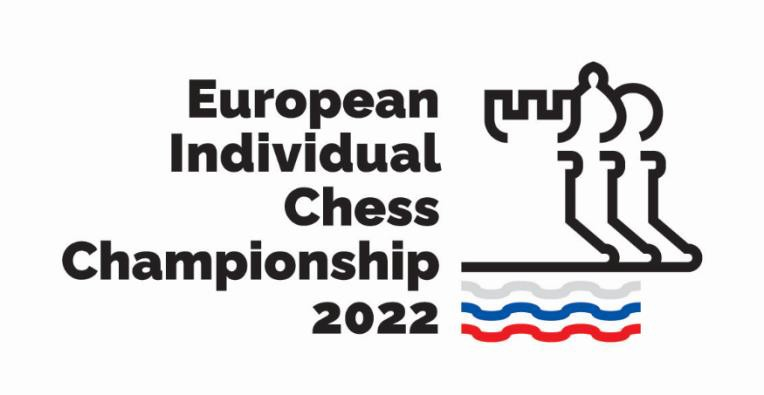 European
Individual
Chess
Championship
2022